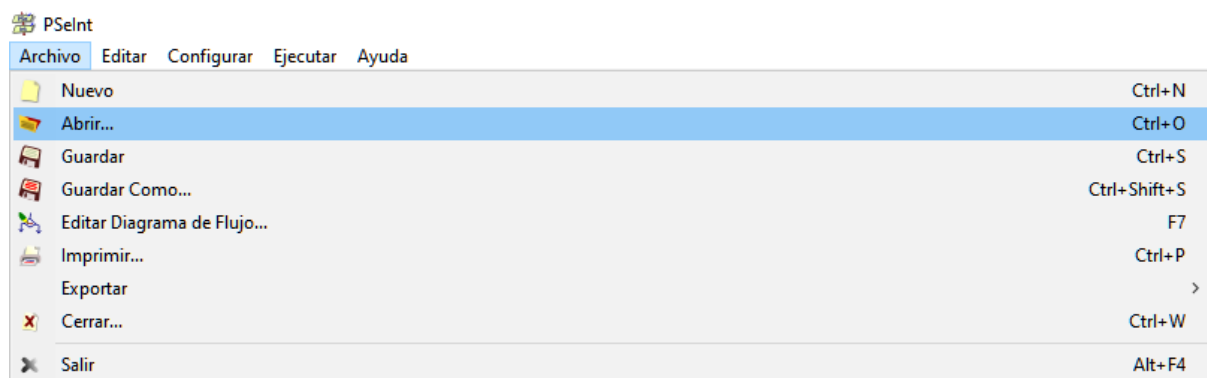 PSeInt
Archivo Editar Configurar Ejecutar Ayuda
Nuevo Ctrl+N
Abrir... Ctrl+O
Guardar Ctrl+S
Guardar Como... Ctrl+Shift+S
Editar Diagrama de Flujo... F7
Imprimir... Ctrl+P
Exportar >
Cerrar... Ctrl+W
Salir Alt+F4